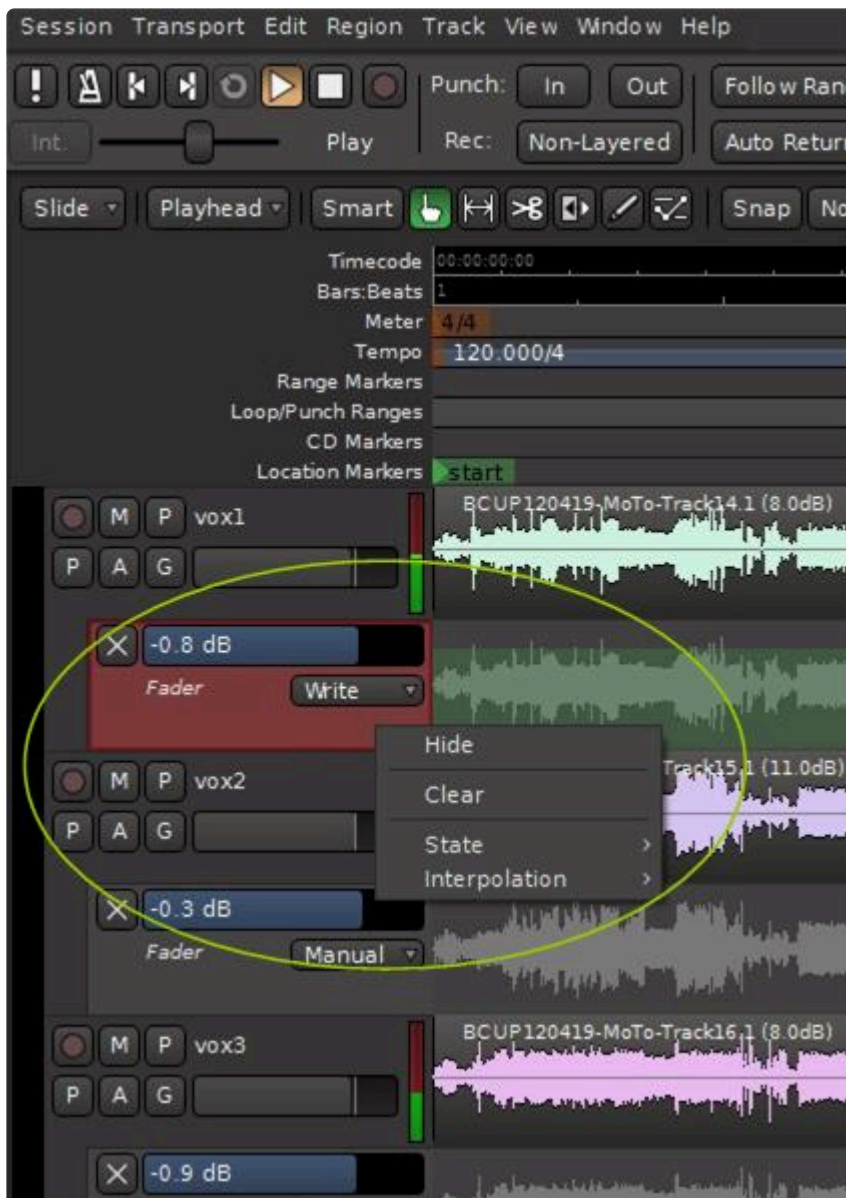 Session Transport Edit Region Track View Window Help
Punch: In Out Follow Ran
Int. Play Rec: Non-Layered Auto Return
Slide Playhead Smart Snap No
Timecode 00:00:00:00
Bars:Beats 1
Meter 4/4
Tempo 120.000/4
Range Markers
Loop/Punch Ranges
CD Markers
Location Markers start
M P vox1 BCUP120419-MoTo-Track14.1 (8.0dB)
P A G
-0.8 dB
Fader Write
Hide
M P vox2 Track15.1 (11.0dB)
Clear
P A G
State
Interpolation
-0.3 dB
Fader Manual
M P vox3 BCUP120419-MoTo-Track16.1 (8.0dB)
P A G
-0.9 dB